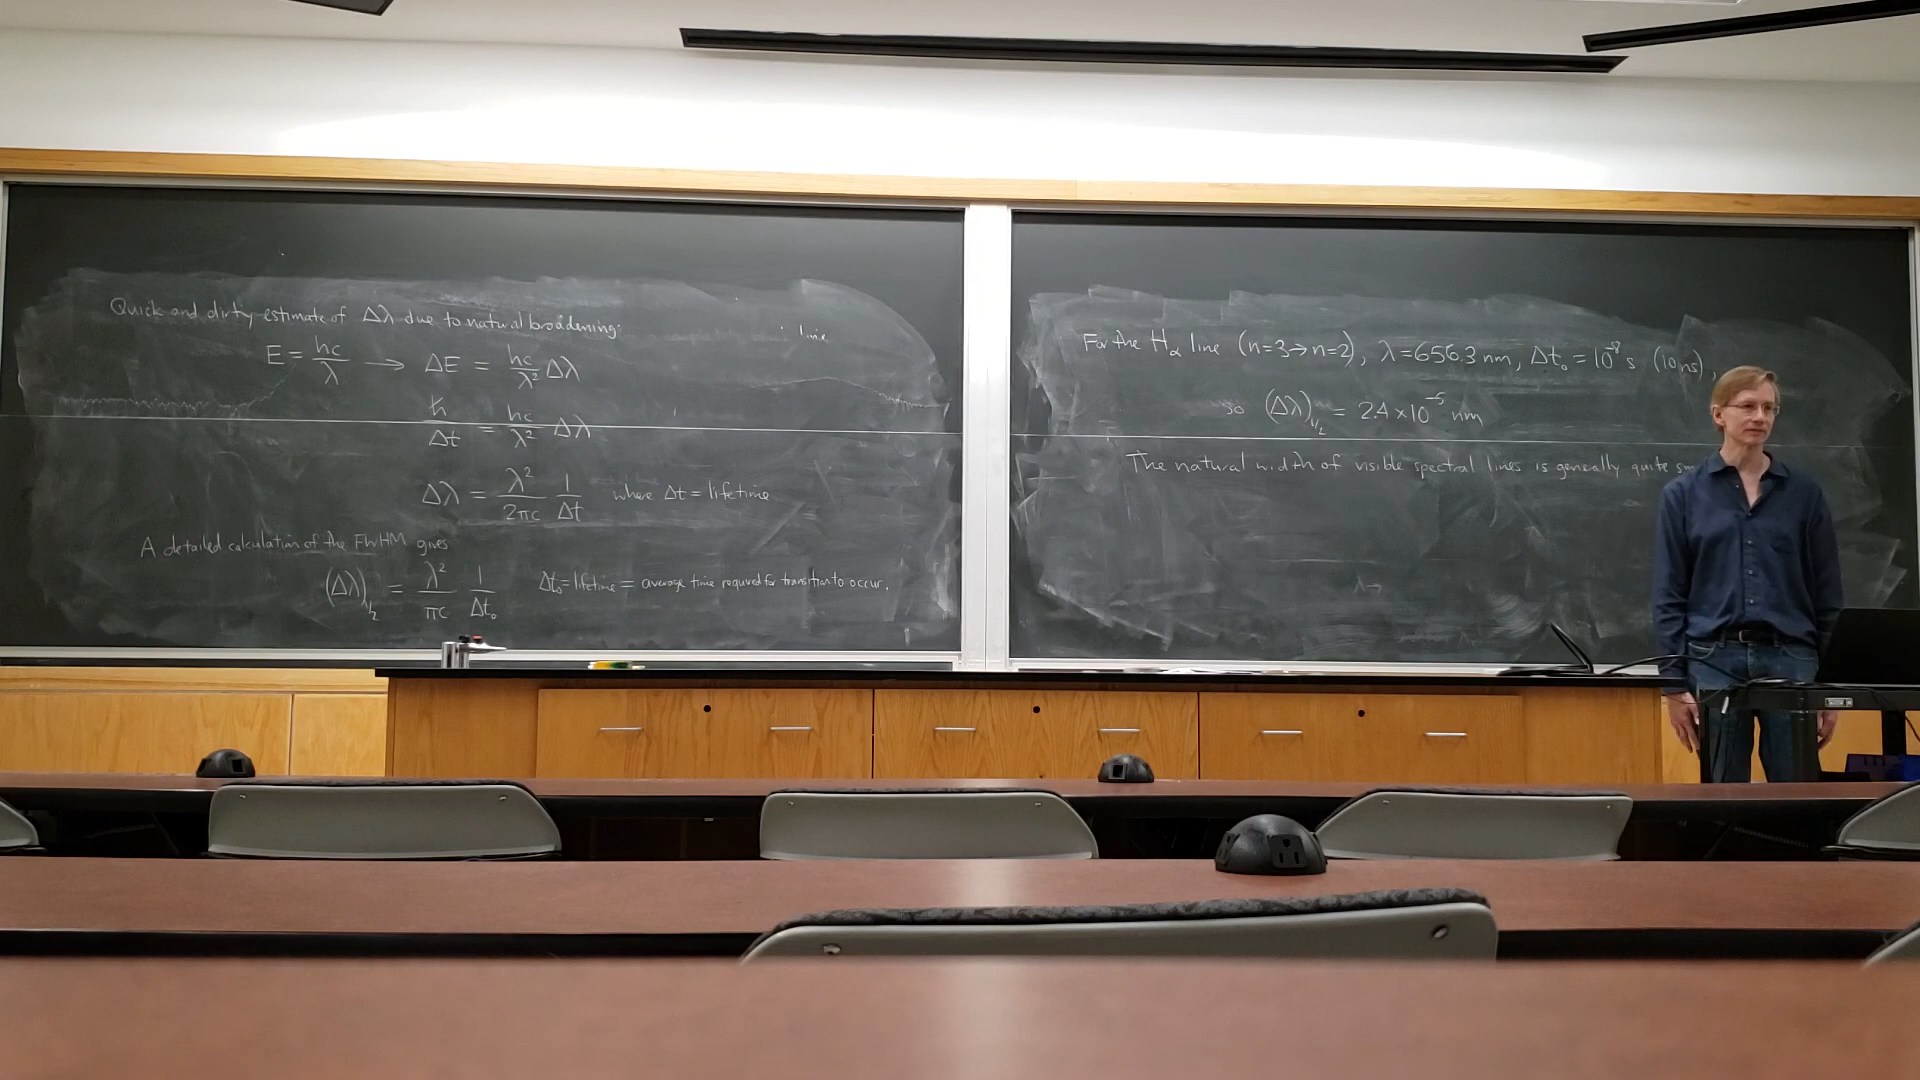 Quick and dirty estimate of Δλ due to natural broadening:
E = hc/λ → ΔE = hc/λ² Δλ
ħ/Δt = hc/λ² Δλ
Δλ = λ²/2πc 1/Δt where Δt = lifetime
A detailed calculation of the FWHM gives
(Δλ)₁/₂ = λ²/πc 1/Δt₀ Δt₀ = lifetime = average time required for transition to occur.
line
For the Hα line (n=3→n=2), λ=656.3 nm, Δt₀ = 10⁻⁸ s (10 ns),
so (Δλ)₁/₂ = 2.4×10⁻⁵ nm
The natural width of visible spectral lines is generally quite
λ→